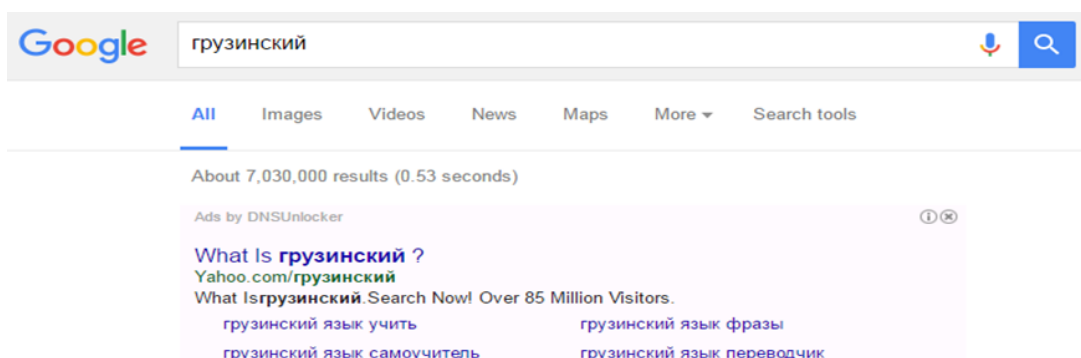 Google грузинский
All Images Videos News Maps More Search tools
About 7,030,000 results (0.53 seconds)
Ads by DNSUnlocker
What Is грузинский ?
Yahoo.com/грузинский
What Isгрузинский.Search Now! Over 85 Million Visitors.
грузинский язык учить грузинский язык фразы
грузинский язык самоучитель грузинский язык переводчик